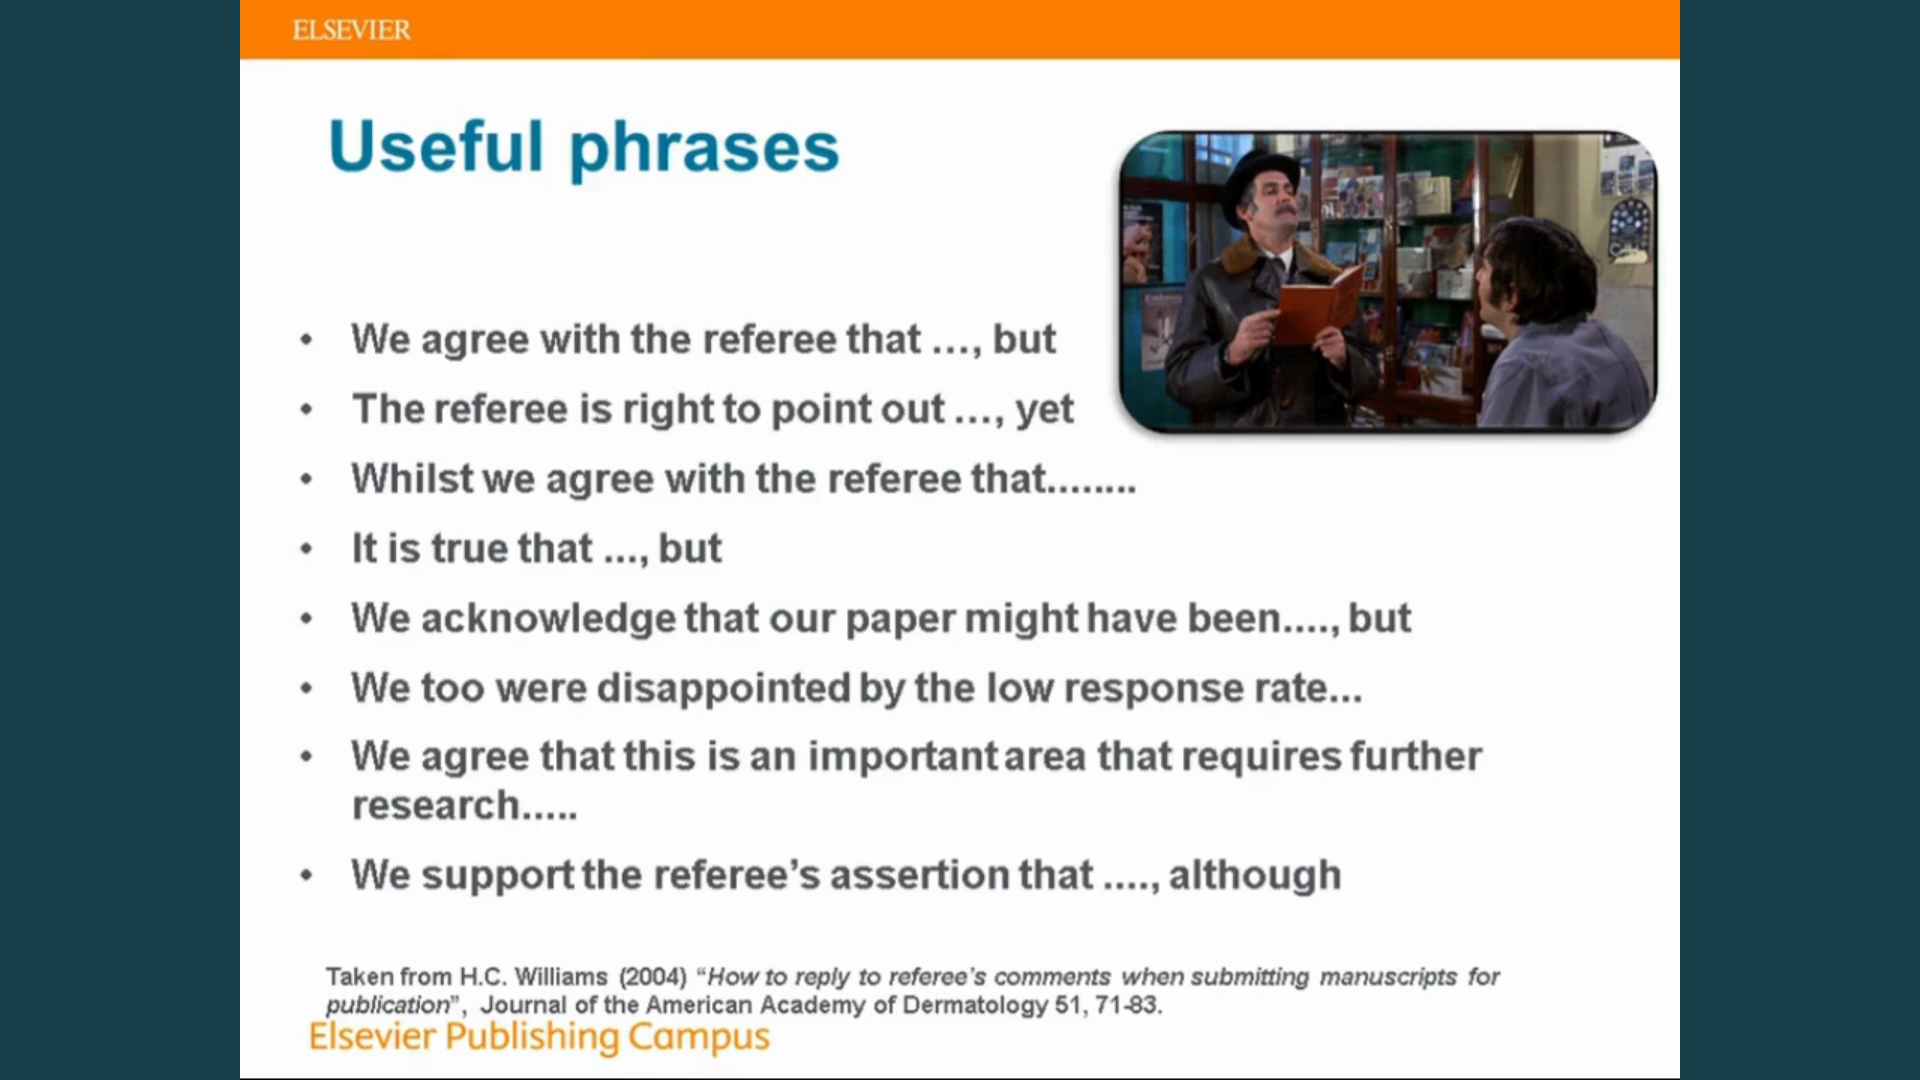 ELSEVIER
Useful phrases
• We agree with the referee that ..., but
• The referee is right to point out ..., yet
• Whilst we agree with the referee that........
• It is true that ..., but
• We acknowledge that our paper might have been...., but
• We too were disappointed by the low response rate...
• We agree that this is an important area that requires further
research.....
• We support the referee’s assertion that ...., although
Taken from H.C. Williams (2004) “How to reply to referee’s comments when submitting manuscripts for
publication”, Journal of the American Academy of Dermatology 51, 71-83.
Elsevier Publishing Campus